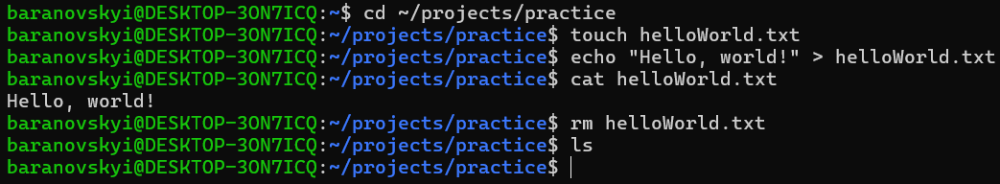 baranovskyi@DESKTOP-3ON7ICQ:~$ cd ~/projects/practice
baranovskyi@DESKTOP-3ON7ICQ:~/projects/practice$ touch helloWorld.txt
baranovskyi@DESKTOP-3ON7ICQ:~/projects/practice$ echo "Hello, world!" > helloWorld.txt
baranovskyi@DESKTOP-3ON7ICQ:~/projects/practice$ cat helloWorld.txt
Hello, world!
baranovskyi@DESKTOP-3ON7ICQ:~/projects/practice$ rm helloWorld.txt
baranovskyi@DESKTOP-3ON7ICQ:~/projects/practice$ ls
baranovskyi@DESKTOP-3ON7ICQ:~/projects/practice$